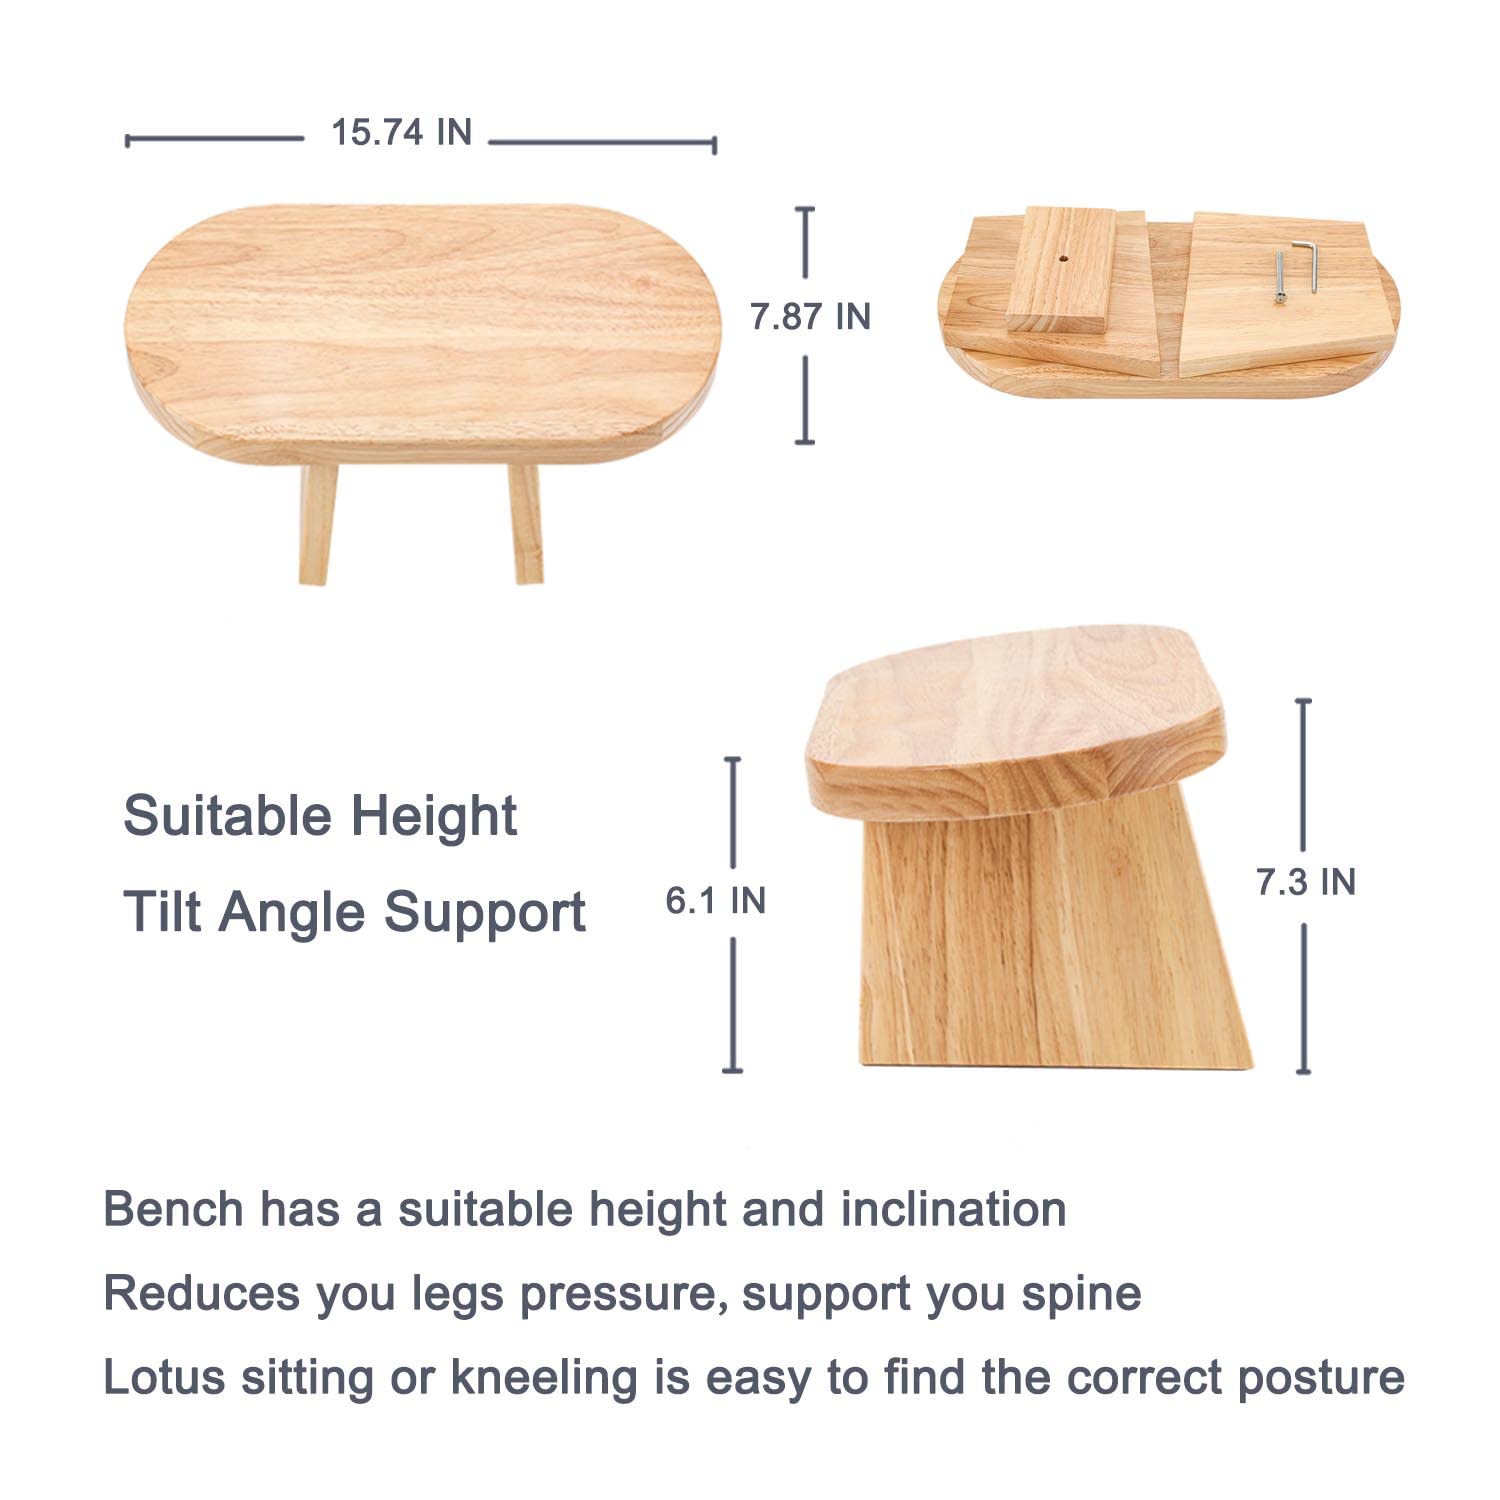 15.74 IN
7.87 IN
Suitable Height
Tilt Angle Support
6.1 IN
7.3 IN
Bench has a suitable height and inclination
Reduces you legs pressure, support you spine
Lotus sitting or kneeling is easy to find the correct posture